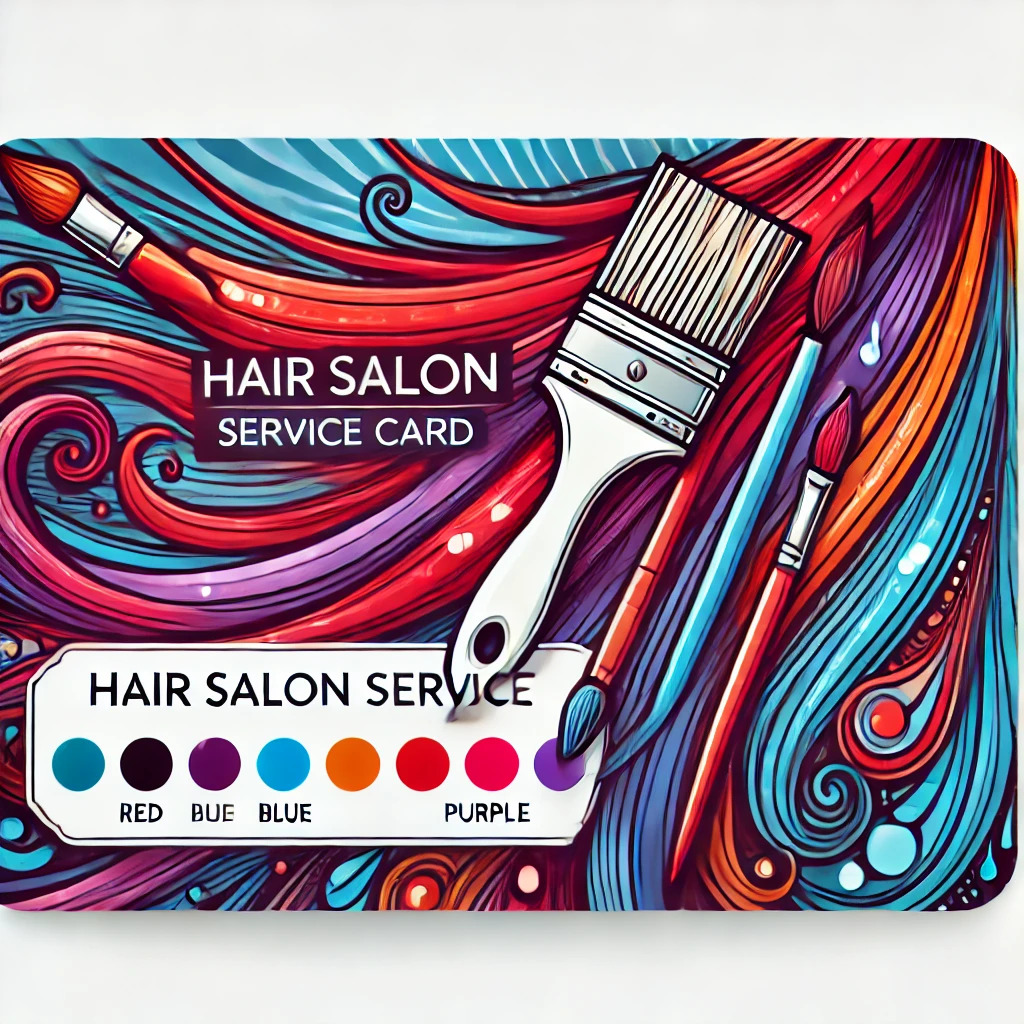 HAIR SALON
SERVICE CARD
HAIR SALON SERVICE
RED BUE BLUE PURPLE